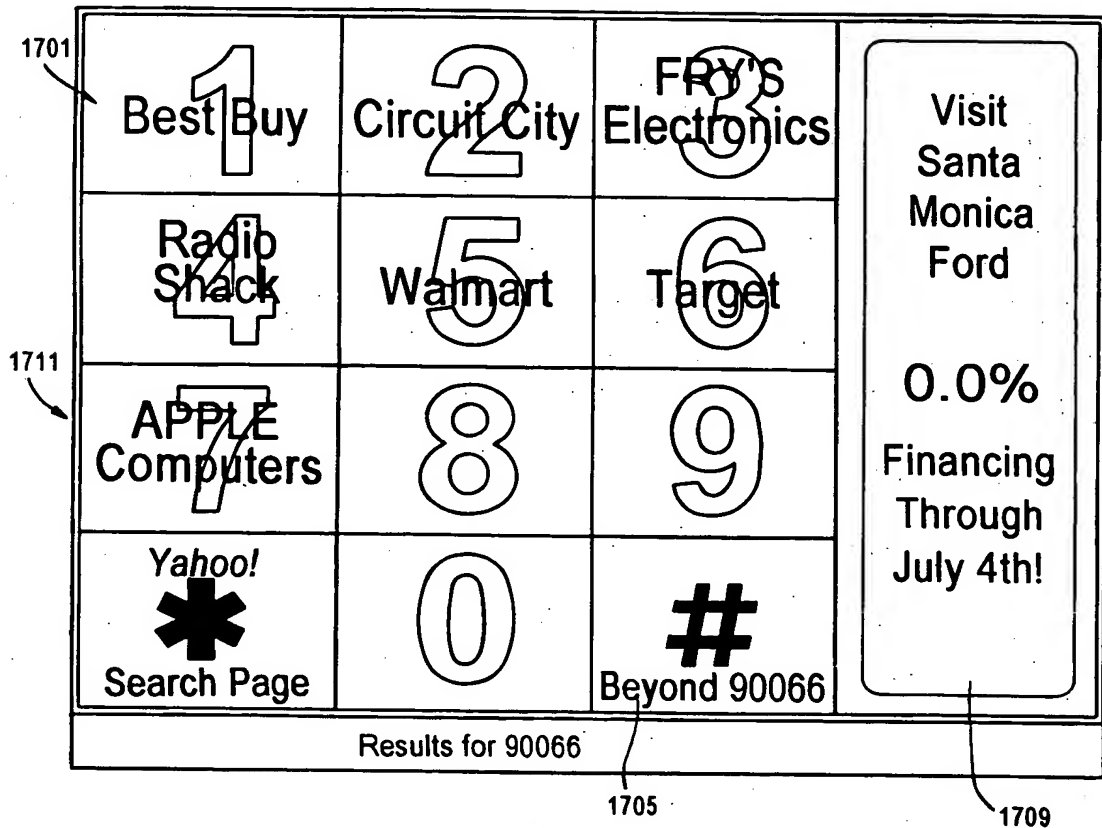 1701
1
Best Buy
2
Circuit City
3
FRY'S
Electronics
4
Radio
Shack
5
Walmart
6
Target
7
APPLE
Computers
8
9
Yahoo!
*
Search Page
0
#
Beyond 90066
Visit
Santa
Monica
Ford
0.0%
Financing
Through
July 4th!
1711
Results for 90066
1705
1709